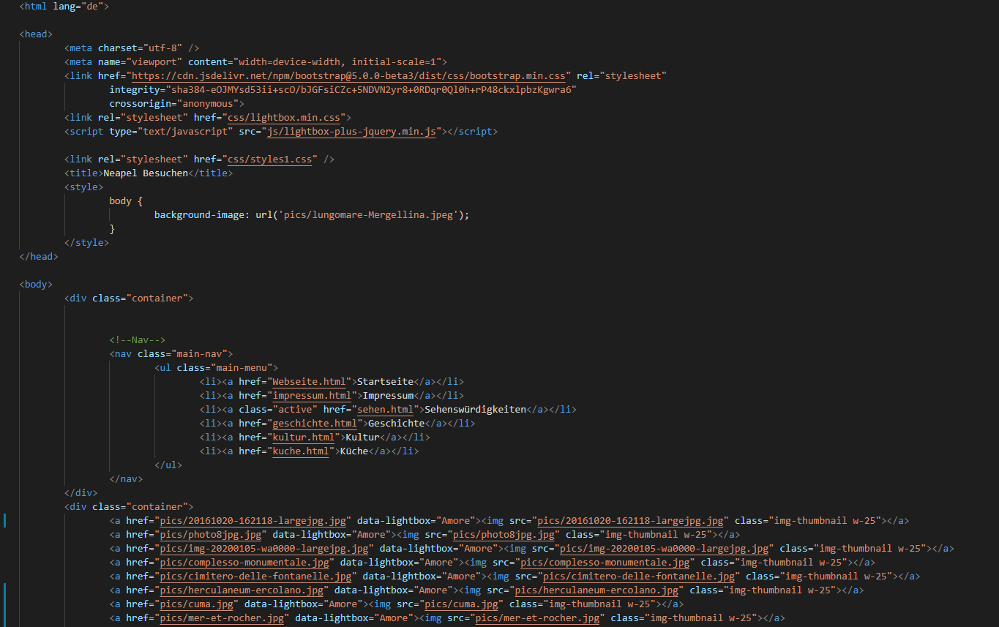 <html lang="de">
<head>
<meta charset="utf-8" />
<meta name="viewport" content="width=device-width, initial-scale=1">
<link href="https://cdn.jsdelivr.net/npm/bootstrap@5.0.0-beta3/dist/css/bootstrap.min.css" rel="stylesheet"
integrity="sha384-eOJMYsd53ii+scO/bJGFsiCZc+5NDVN2yr8+0RDqr0Ql0h+rP48ckxlpbzKgwra6"
crossorigin="anonymous">
<link rel="stylesheet" href="css/lightbox.min.css">
<script type="text/javascript" src="js/lightbox-plus-jquery.min.js"></script>
<link rel="stylesheet" href="css/styles1.css" />
<title>Neapel Besuchen</title>
<style>
body {
background-image: url('pics/lungomare-Mergellina.jpeg');
}
</style>
</head>
<body>
<div class="container">
<!--Nav-->
<nav class="main-nav">
<ul class="main-menu">
<li><a href="Webseite.html">Startseite</a></li>
<li><a href="impressum.html">Impressum</a></li>
<li><a class="active" href="sehen.html">Sehenswürdigkeiten</a></li>
<li><a href="geschichte.html">Geschichte</a></li>
<li><a href="kultur.html">Kultur</a></li>
<li><a href="kuche.html">Küche</a></li>
</ul>
</nav>
</div>
<div class="container">
<a href="pics/20161020-162118-largejpg.jpg" data-lightbox="Amore"><img src="pics/20161020-162118-largejpg.jpg" class="img-thumbnail w-25"></a>
<a href="pics/photo8jpg.jpg" data-lightbox="Amore"><img src="pics/photo8jpg.jpg" class="img-thumbnail w-25"></a>
<a href="pics/img-20200105-wa0000-largejpg.jpg" data-lightbox="Amore"><img src="pics/img-20200105-wa0000-largejpg.jpg" class="img-thumbnail w-25"></a>
<a href="pics/complesso-monumentale.jpg" data-lightbox="Amore"><img src="pics/complesso-monumentale.jpg" class="img-thumbnail w-25"></a>
<a href="pics/cimitero-delle-fontanelle.jpg" data-lightbox="Amore"><img src="pics/cimitero-delle-fontanelle.jpg" class="img-thumbnail w-25"></a>
<a href="pics/herculaneum-ercolano.jpg" data-lightbox="Amore"><img src="pics/herculaneum-ercolano.jpg" class="img-thumbnail w-25"></a>
<a href="pics/cuma.jpg" data-lightbox="Amore"><img src="pics/cuma.jpg" class="img-thumbnail w-25"></a>
<a href="pics/mer-et-rocher.jpg" data-lightbox="Amore"><img src="pics/mer-et-rocher.jpg" class="img-thumbnail w-25"></a>